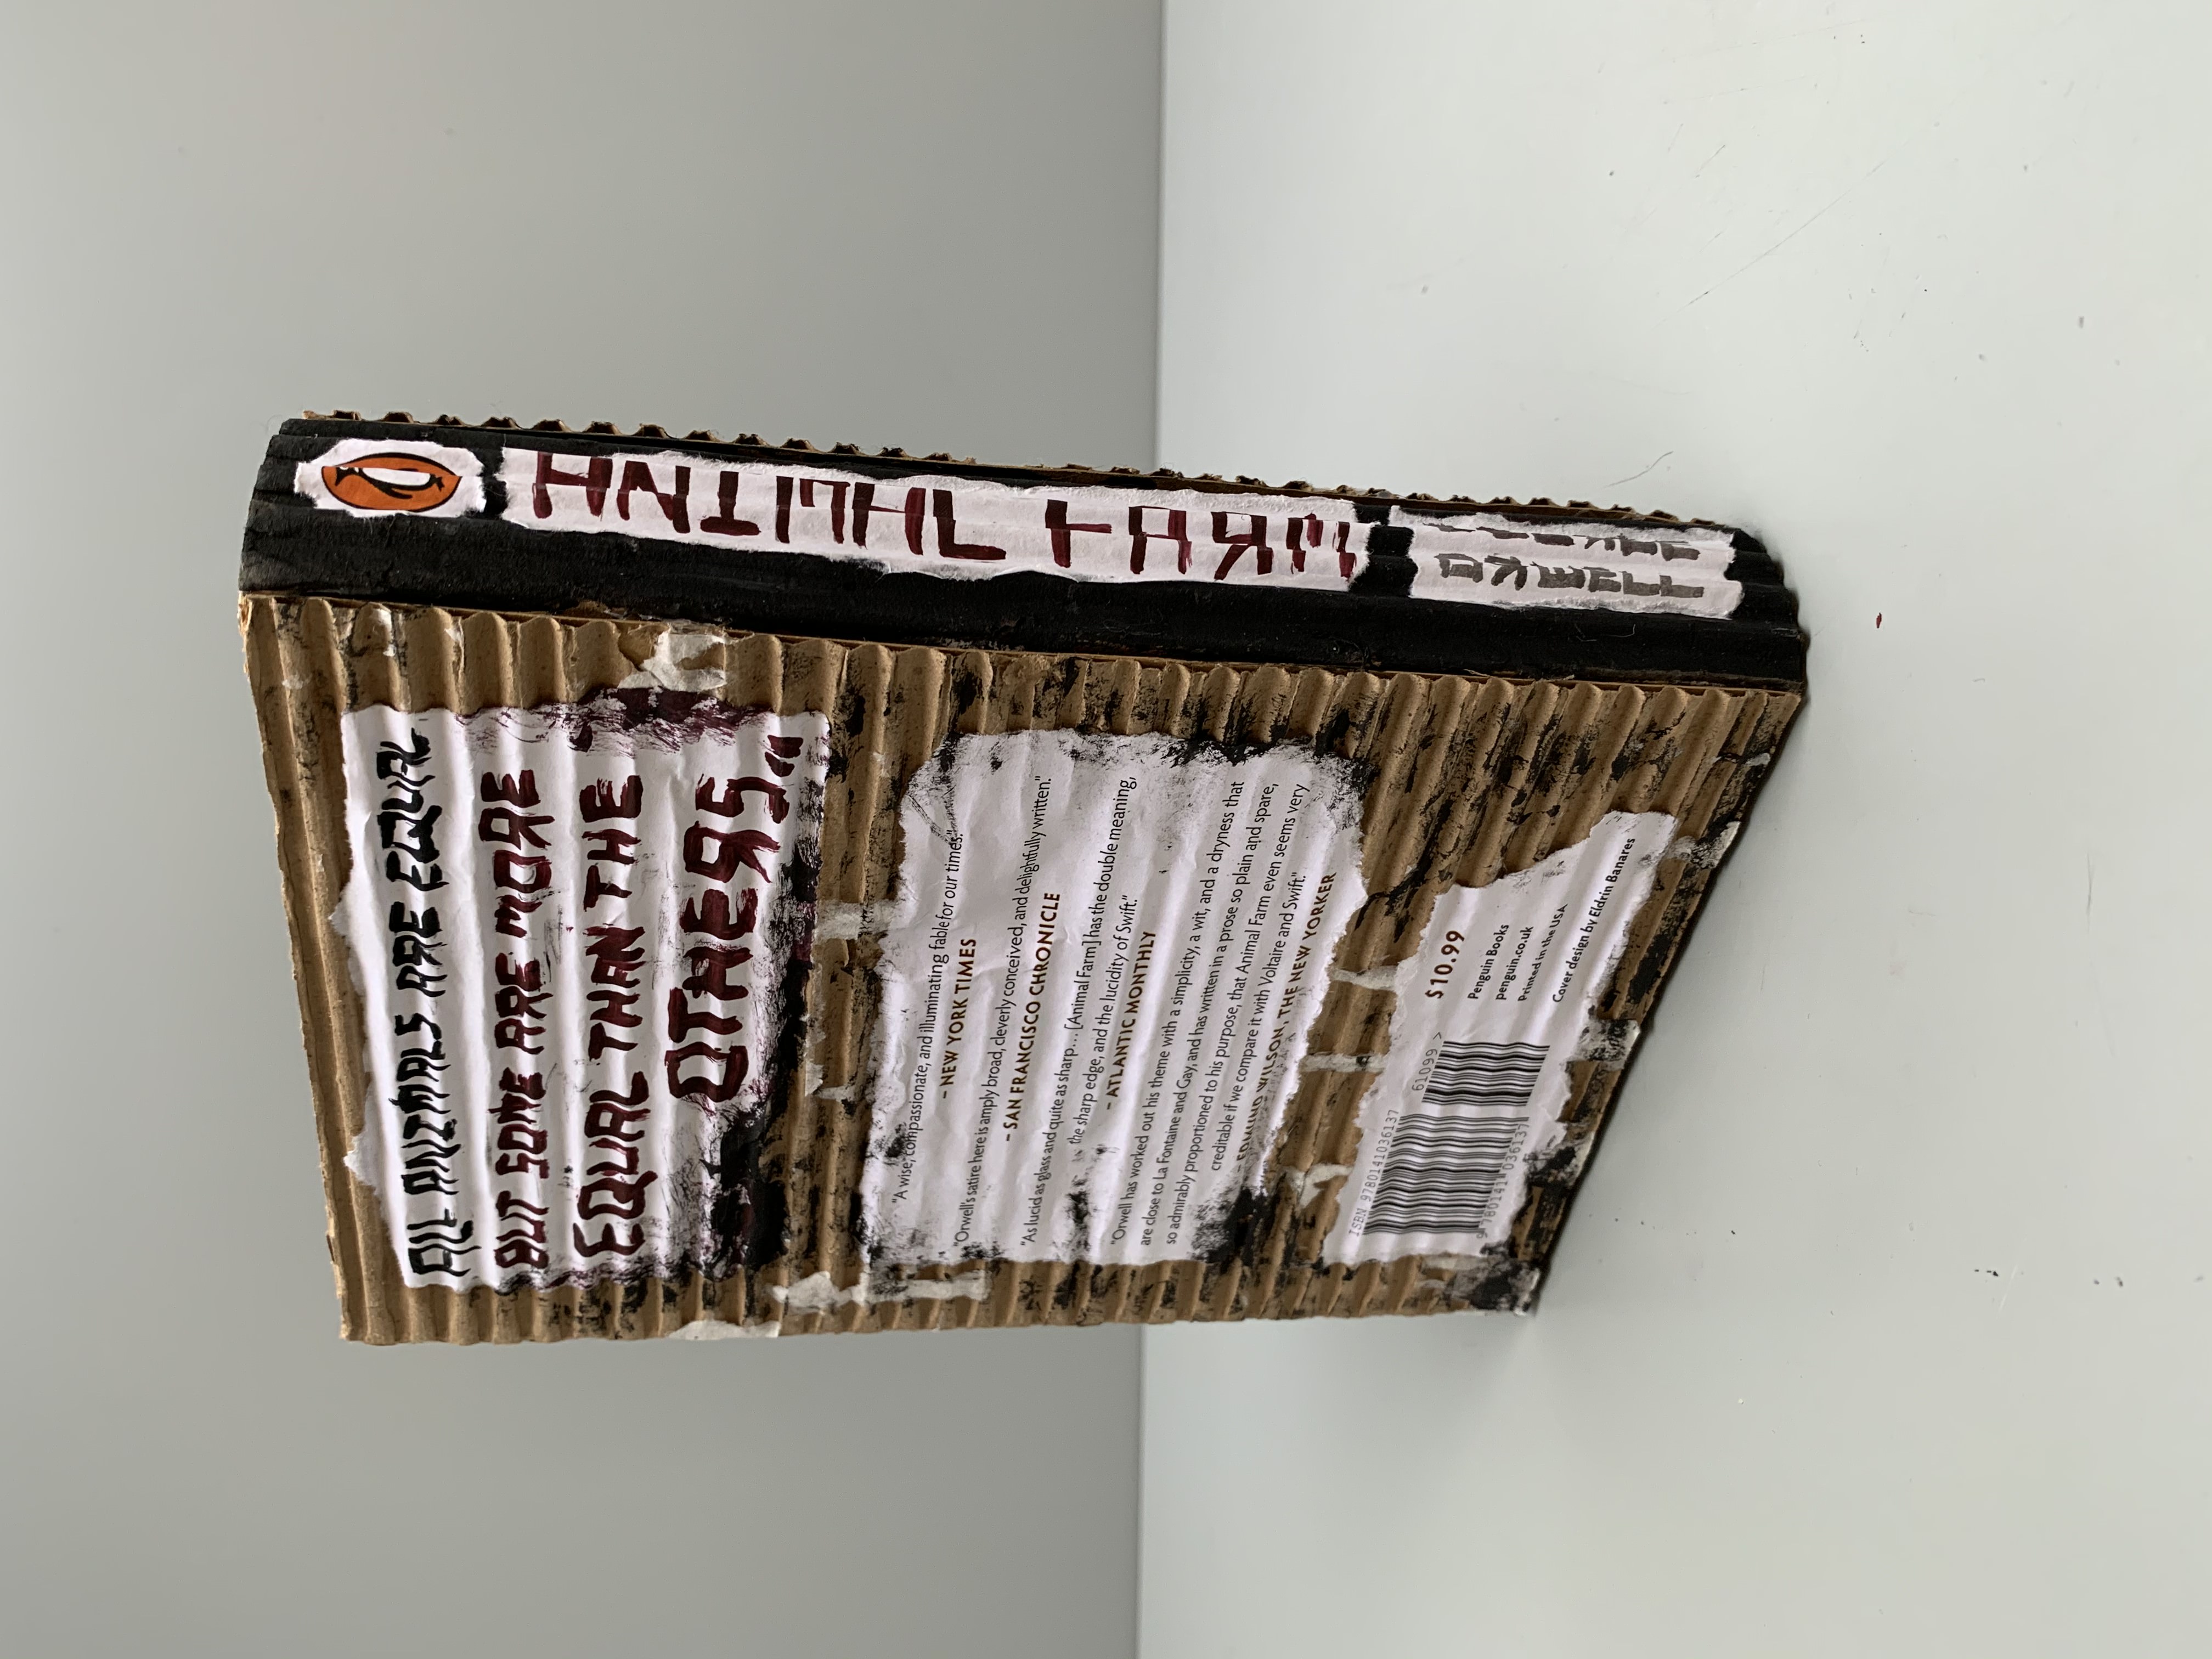 ALL ANIMALS ARE EQUAL
BUT SOME ARE MORE
EQUAL THAN THE
OTHERS„
"A wise, compassionate, and illuminating fable for our times."
– NEW YORK TIMES
"Orwell's satire here is amply broad, cleverly conceived, and delightfully written."
– SAN FRANCISCO CHRONICLE
"As lucid as glass and quite as sharp… [Animal Farm] has the double meaning,
the sharp edge, and the lucidity of Swift."
– ATLANTIC MONTHLY
"Orwell has worked out his theme with a simplicity, a wit, and a dryness that
are close to La Fontaine and Gay, and has written in a prose so plain and spare,
so admirably proportioned to his purpose, that Animal Farm even seems very
creditable if we compare it with Voltaire and Swift."
– EDMUND WILSON, THE NEW YORKER
ISBN 9780141036137
61099 >
9 780141 036137
$10.99
Penguin Books
penguin.co.uk
Printed in the USA
Cover design by Eldrin Banares
ANIMAL FARM
GEORGE
ORWELL